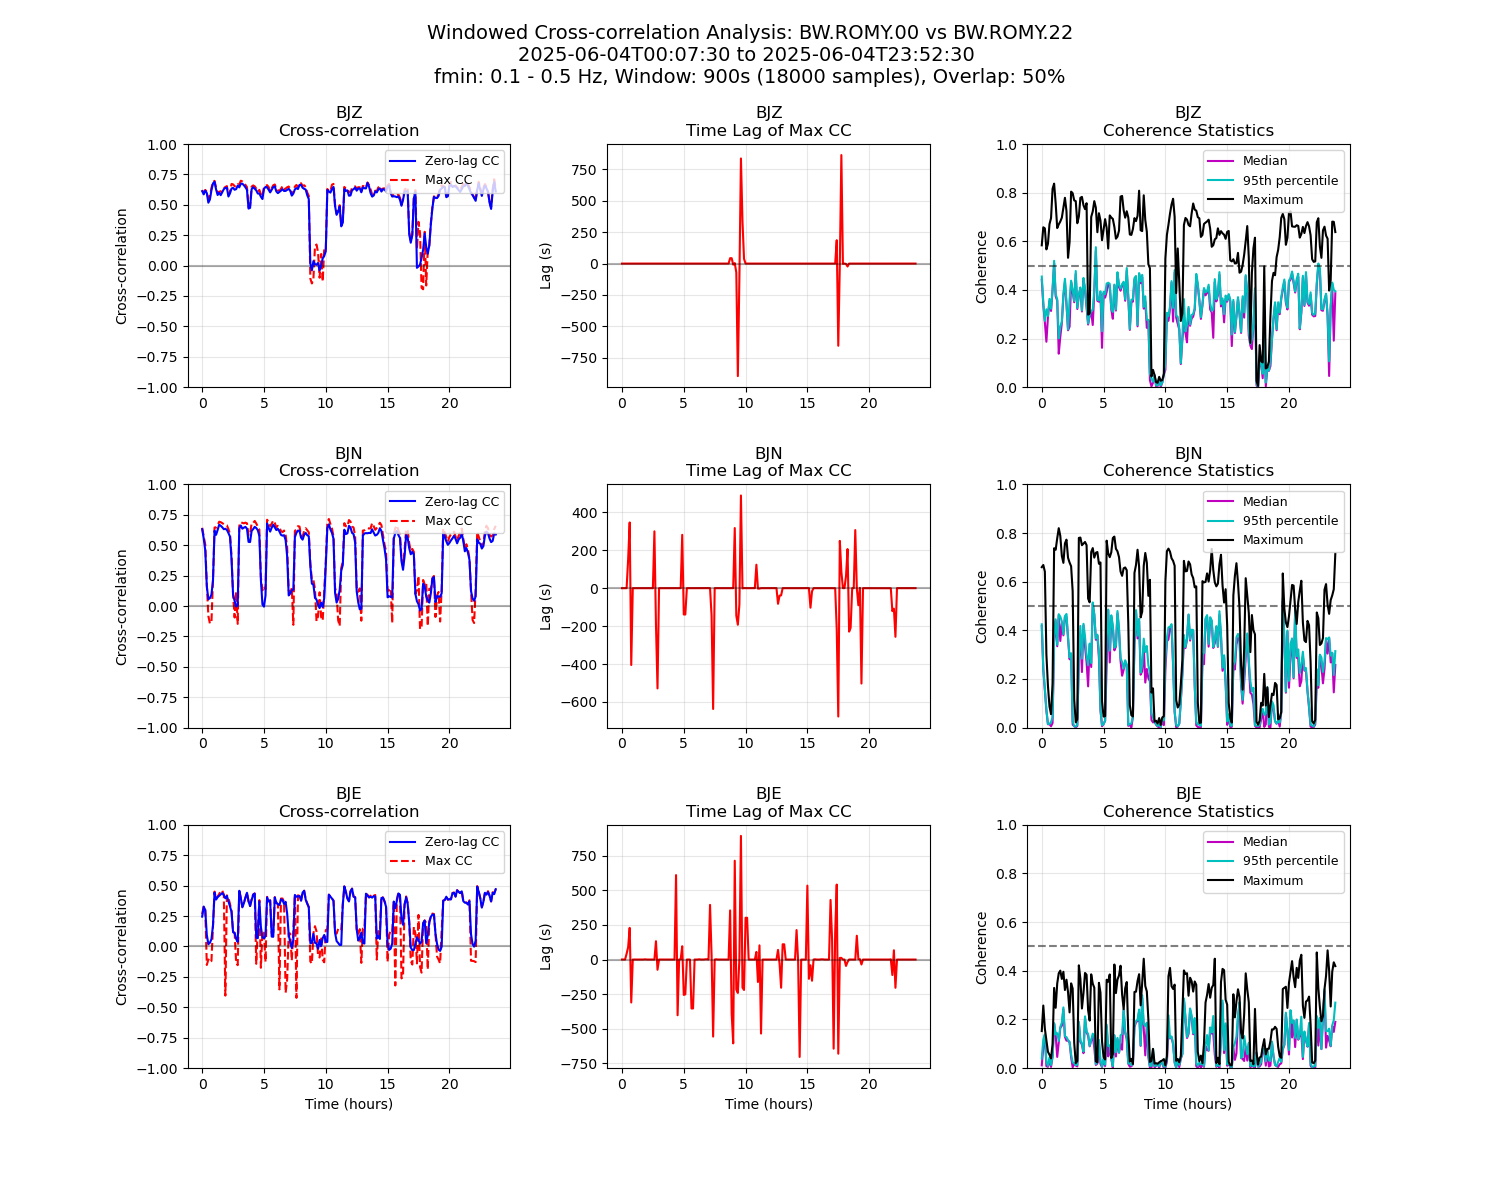 Windowed Cross-correlation Analysis: BW.ROMY.00 vs BW.ROMY.22
2025-06-04T00:07:30 to 2025-06-04T23:52:30
fmin: 0.1 - 0.5 Hz, Window: 900s (18000 samples), Overlap: 50%
BJZ
Cross-correlation
Cross-correlation
1.00
0.75
0.50
0.25
0.00
−0.25
−0.50
−0.75
−1.00
0 5 10 15 20
Zero-lag CC
Max CC
BJZ
Time Lag of Max CC
Lag (s)
750
500
250
0
−250
−500
−750
0 5 10 15 20
BJZ
Coherence Statistics
Coherence
1.0
0.8
0.6
0.4
0.2
0.0
0 5 10 15 20
Median
95th percentile
Maximum
BJN
Cross-correlation
Cross-correlation
1.00
0.75
0.50
0.25
0.00
−0.25
−0.50
−0.75
−1.00
0 5 10 15 20
Zero-lag CC
Max CC
BJN
Time Lag of Max CC
Lag (s)
400
200
0
−200
−400
−600
0 5 10 15 20
BJN
Coherence Statistics
Coherence
1.0
0.8
0.6
0.4
0.2
0.0
0 5 10 15 20
Median
95th percentile
Maximum
BJE
Cross-correlation
Cross-correlation
1.00
0.75
0.50
0.25
0.00
−0.25
−0.50
−0.75
−1.00
0 5 10 15 20
Time (hours)
Zero-lag CC
Max CC
BJE
Time Lag of Max CC
Lag (s)
750
500
250
0
−250
−500
−750
0 5 10 15 20
Time (hours)
BJE
Coherence Statistics
Coherence
1.0
0.8
0.6
0.4
0.2
0.0
0 5 10 15 20
Time (hours)
Median
95th percentile
Maximum